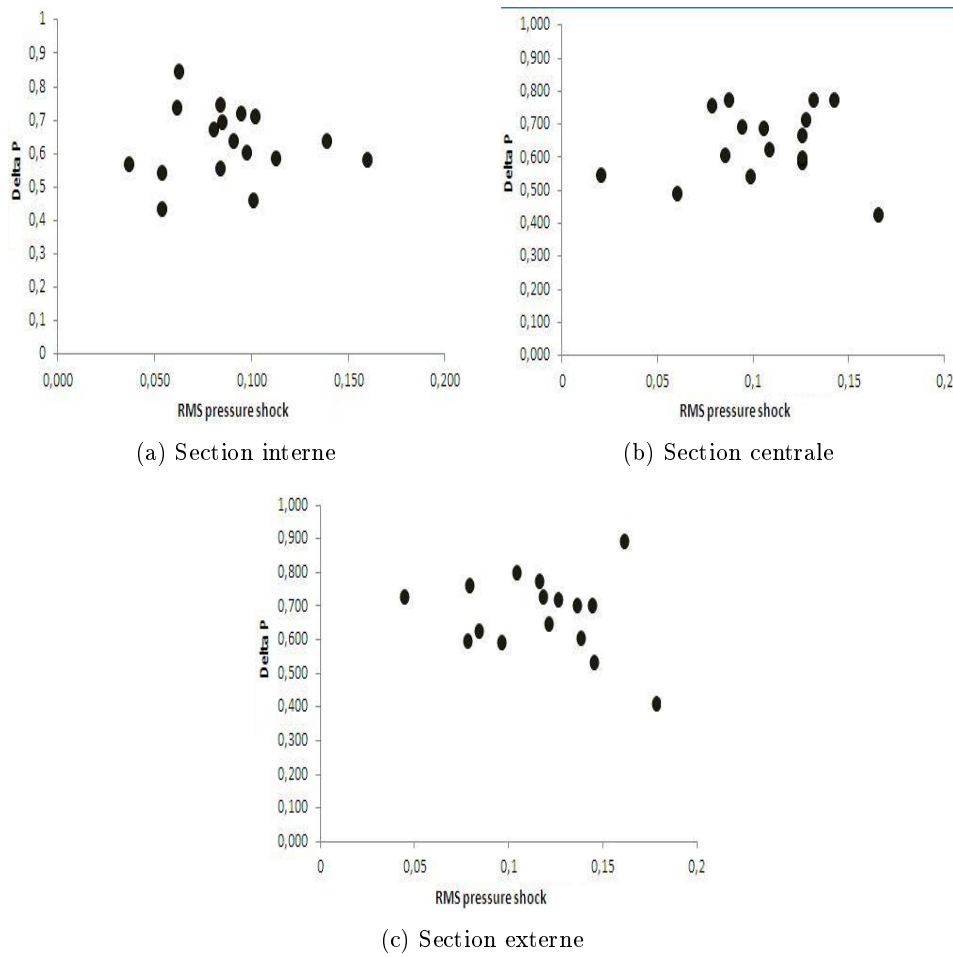 1
0,9
0,8
0,7
0,6
0,5
0,4
0,3
0,2
0,1
0
Delta P
0,000 0,050 0,100 0,150 0,200
RMS pressure shock
(a) Section interne
1,000
0,900
0,800
0,700
0,600
0,500
0,400
0,300
0,200
0,100
0,000
Delta P
0 0,05 0,1 0,15 0,2
RMS pressure shock
(b) Section centrale
1,000
0,900
0,800
0,700
0,600
0,500
0,400
0,300
0,200
0,100
0,000
Delta P
0 0,05 0,1 0,15 0,2
RMS pressure shock
(c) Section externe